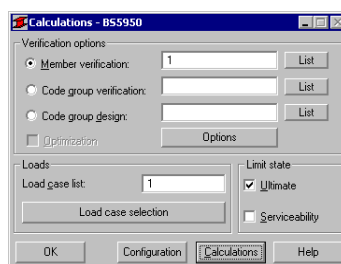 Calculations - BS5950
Verification options
Member verification: 1 List
Code group verification: List
Code group design: List
Optimization Options
Loads
Load case list: 1
Load case selection
Limit state
Ultimate
Serviceability
OK Configuration Calculations Help